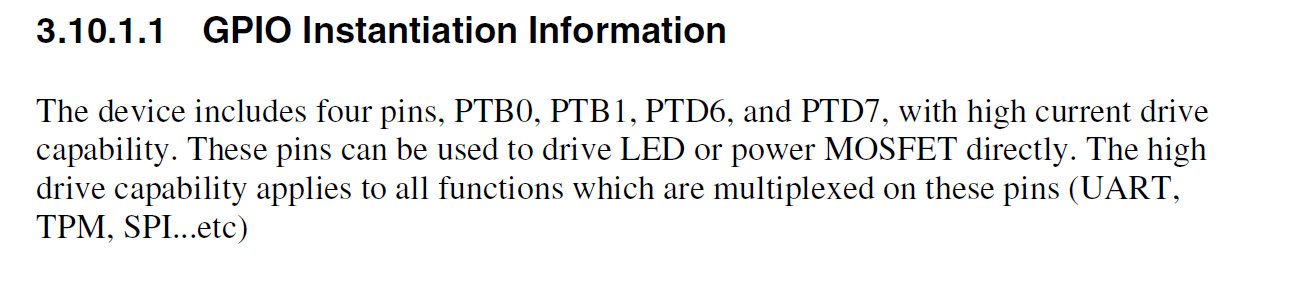 3.10.1.1 GPIO Instantiation Information
The device includes four pins, PTB0, PTB1, PTD6, and PTD7, with high current drive
capability. These pins can be used to drive LED or power MOSFET directly. The high
drive capability applies to all functions which are multiplexed on these pins (UART,
TPM, SPI...etc)